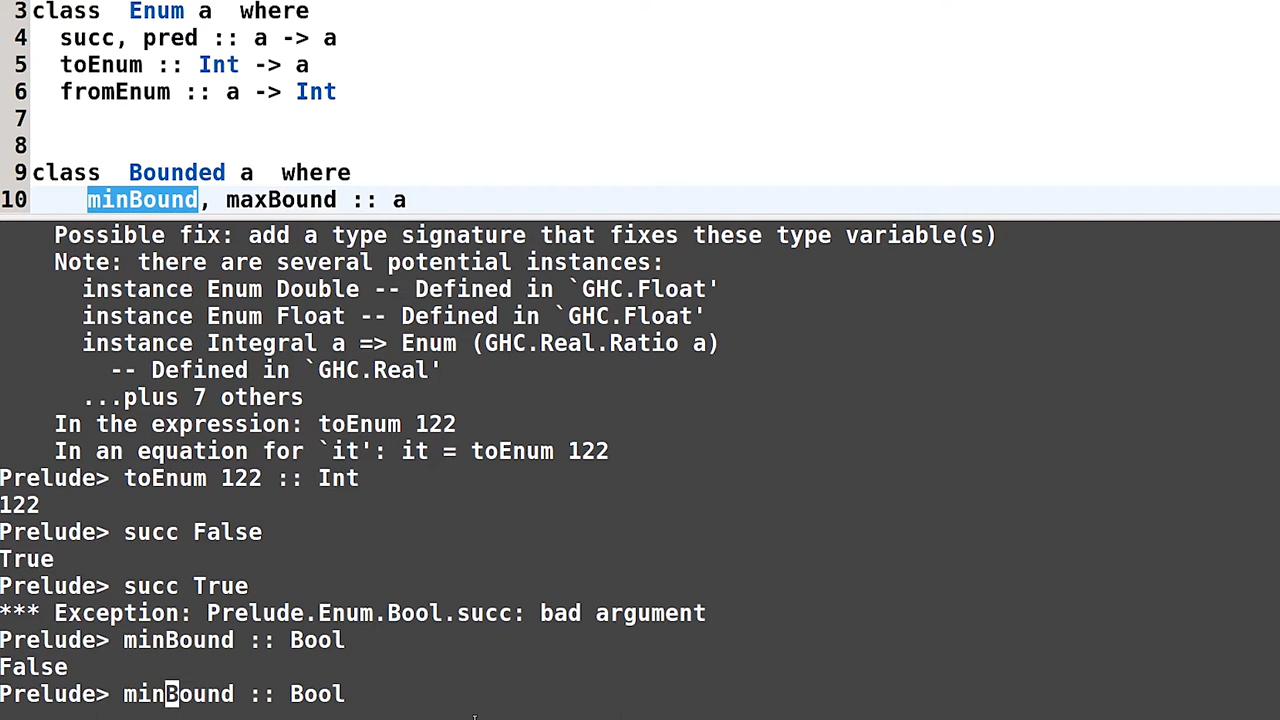 3 class  Enum a  where
4   succ, pred :: a -> a
5   toEnum :: Int -> a
6   fromEnum :: a -> Int
7
8
9 class  Bounded a  where
10     minBound, maxBound :: a
    Possible fix: add a type signature that fixes these type variable(s)
    Note: there are several potential instances:
      instance Enum Double -- Defined in `GHC.Float'
      instance Enum Float -- Defined in `GHC.Float'
      instance Integral a => Enum (GHC.Real.Ratio a)
        -- Defined in `GHC.Real'
      ...plus 7 others
    In the expression: toEnum 122
    In an equation for `it': it = toEnum 122
Prelude> toEnum 122 :: Int
122
Prelude> succ False
True
Prelude> succ True
*** Exception: Prelude.Enum.Bool.succ: bad argument
Prelude> minBound :: Bool
False
Prelude> minBound :: Bool